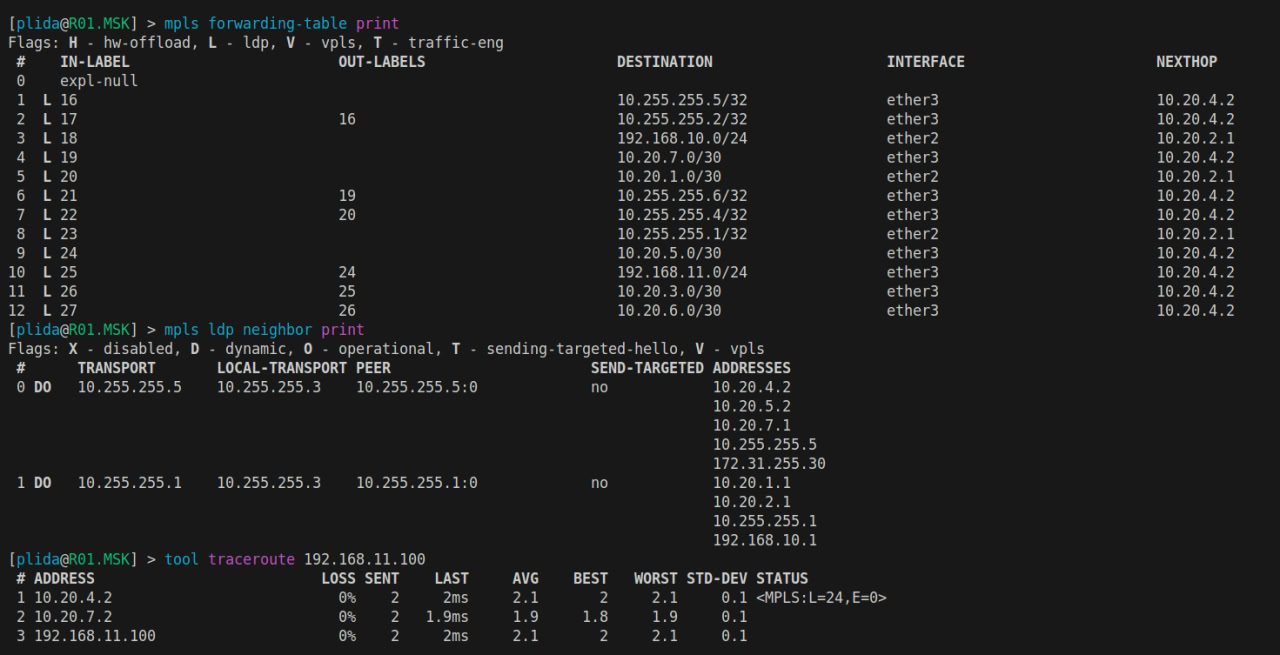 [plida@R01.MSK] > mpls forwarding-table print
Flags: H - hw-offload, L - ldp, V - vpls, T - traffic-eng
# IN-LABEL OUT-LABELS DESTINATION INTERFACE NEXTHOP
0 expl-null
1 L 16 10.255.255.5/32 ether3 10.20.4.2
2 L 17 16 10.255.255.2/32 ether3 10.20.4.2
3 L 18 192.168.10.0/24 ether2 10.20.2.1
4 L 19 10.20.7.0/30 ether3 10.20.4.2
5 L 20 10.20.1.0/30 ether2 10.20.2.1
6 L 21 19 10.255.255.6/32 ether3 10.20.4.2
7 L 22 20 10.255.255.4/32 ether3 10.20.4.2
8 L 23 10.255.255.1/32 ether2 10.20.2.1
9 L 24 10.20.5.0/30 ether3 10.20.4.2
10 L 25 24 192.168.11.0/24 ether3 10.20.4.2
11 L 26 25 10.20.3.0/30 ether3 10.20.4.2
12 L 27 26 10.20.6.0/30 ether3 10.20.4.2
[plida@R01.MSK] > mpls ldp neighbor print
Flags: X - disabled, D - dynamic, O - operational, T - sending-targeted-hello, V - vpls
# TRANSPORT LOCAL-TRANSPORT PEER SEND-TARGETED ADDRESSES
0 DO 10.255.255.5 10.255.255.3 10.255.255.5:0 no 10.20.4.2
10.20.5.2
10.20.7.1
10.255.255.5
172.31.255.30
1 DO 10.255.255.1 10.255.255.3 10.255.255.1:0 no 10.20.1.1
10.20.2.1
10.255.255.1
192.168.10.1
[plida@R01.MSK] > tool traceroute 192.168.11.100
# ADDRESS LOSS SENT LAST AVG BEST WORST STD-DEV STATUS
1 10.20.4.2 0% 2 2ms 2.1 2 2.1 0.1 <MPLS:L=24,E=0>
2 10.20.7.2 0% 2 1.9ms 1.9 1.8 1.9 0.1
3 192.168.11.100 0% 2 2ms 2.1 2 2.1 0.1